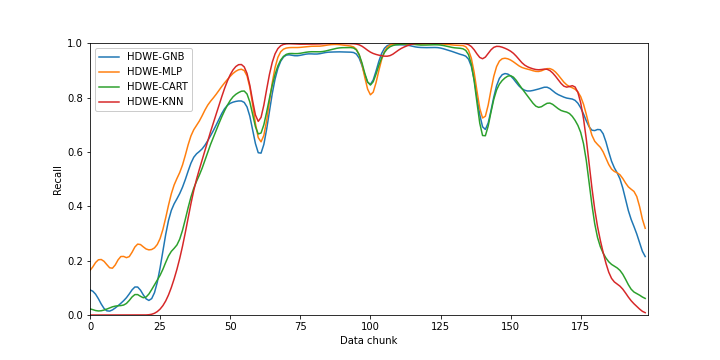 1.0
0.8
0.6
0.4
0.2
0.0
Recall
HDWE-GNB
HDWE-MLP
HDWE-CART
HDWE-KNN
0 25 50 75 100 125 150 175
Data chunk